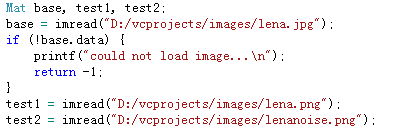 Mat base, test1, test2;
base = imread("D:/vcprojects/images/lena.jpg");
if (!base.data) {
printf("could not load image...\n");
return -1;
}
test1 = imread("D:/vcprojects/images/lena.png");
test2 = imread("D:/vcprojects/images/lenanoise.png");